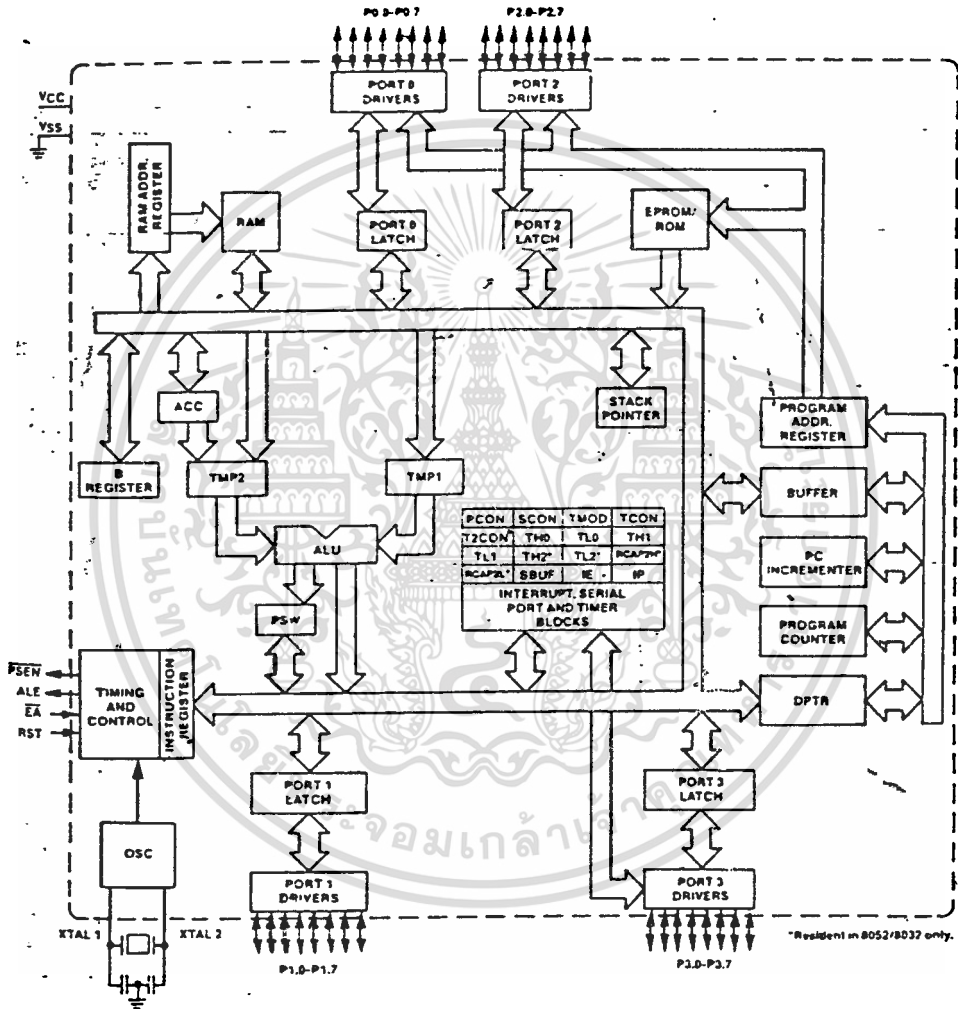 P0.0-P0.7
P2.0-P2.7
VCC
VSS
PORT 0
DRIVERS
PORT 2
DRIVERS
RAM ADDR.
REGISTER
RAM
PORT 0
LATCH
PORT 2
LATCH
EPROM/
ROM
ACC
STACK
POINTER
PROGRAM
ADDR.
REGISTER
B
REGISTER
TMP2
TMP1
BUFFER
ALU
PCON SCON TMOD TCON
T2CON* TH0 TL0 TH1
TL1 TH2* TL2* RCAP2H*
RCAP2L* SBUF IE IP
INTERRUPT, SERIAL
PORT AND TIMER
BLOCKS
PC
INCREMENTER
PSW
PROGRAM
COUNTER
PSEN
ALE
EA
RST
TIMING
AND
CONTROL
INSTRUCTION
REGISTER
DPTR
PORT 1
LATCH
PORT 3
LATCH
OSC
PORT 1
DRIVERS
PORT 3
DRIVERS
XTAL 1
XTAL 2
*Resident in 8052/8032 only.
P1.0-P1.7
P3.0-P3.7